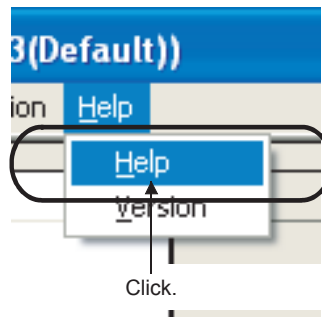 3(Default))
ion Help
Help
Version
Click.